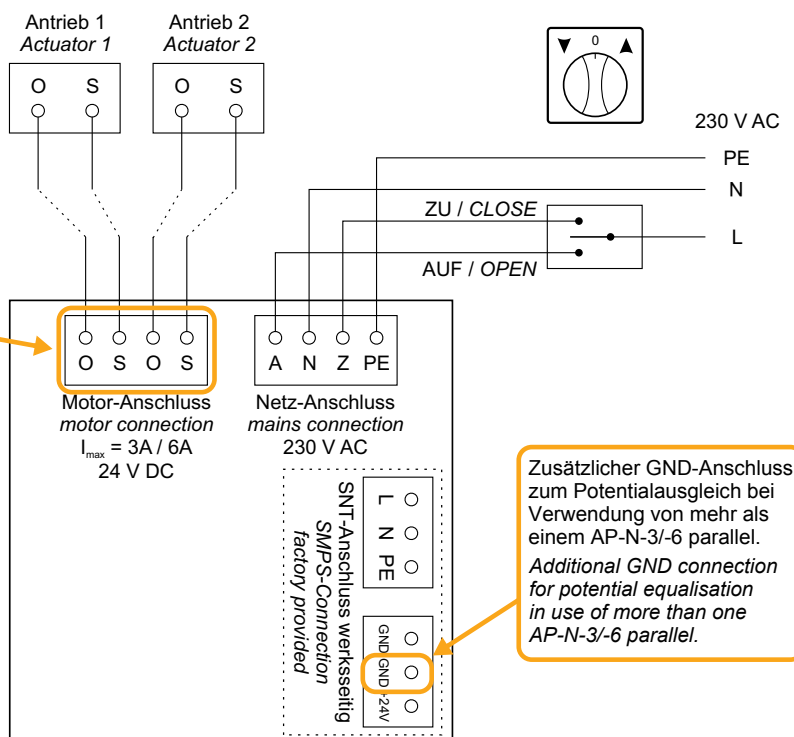 Antrieb 1
Actuator 1
Antrieb 2
Actuator 2
O S
O S
0
230 V AC
PE
N
L
ZU / CLOSE
AUF / OPEN
O S O S
A N Z PE
Motor-Anschluss
motor connection
Imax = 3A / 6A
24 V DC
Netz-Anschluss
mains connection
230 V AC
SNT-Anschluss werksseitig
SMPS-Connection
factory provided
L
N
PE
GND
GND
+24V
Zusätzlicher GND-Anschluss
zum Potentialausgleich bei
Verwendung von mehr als
einem AP-N-3/-6 parallel.
Additional GND connection
for potential equalisation
in use of more than one
AP-N-3/-6 parallel.